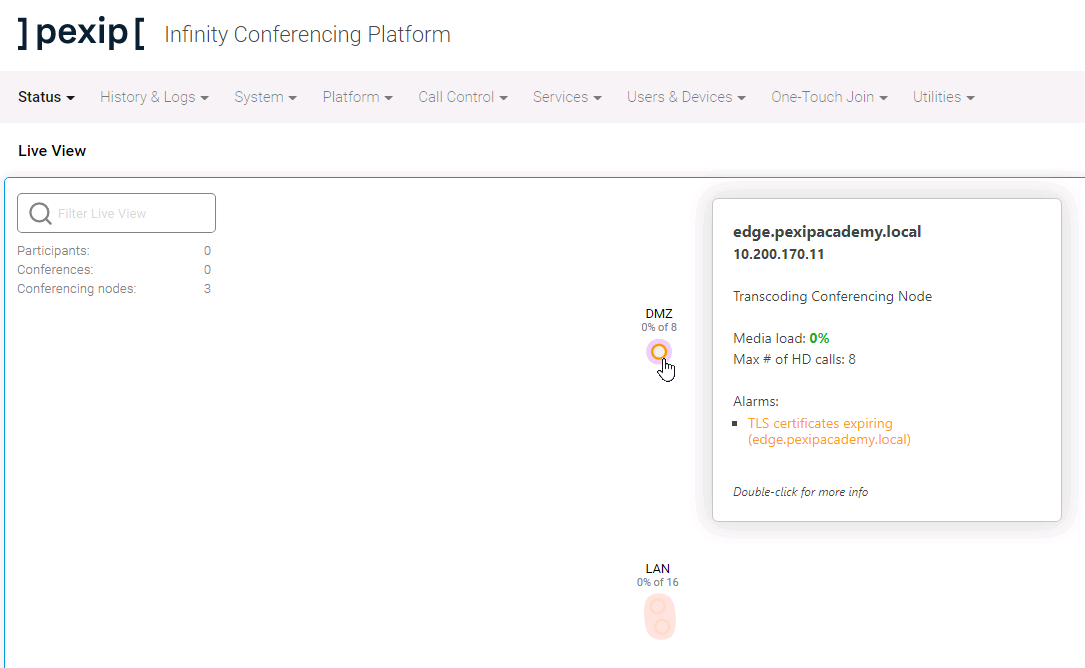 ]pexip[ Infinity Conferencing Platform
Status History & Logs System Platform Call Control Services Users & Devices One-Touch Join Utilities
Live View
Filter Live View
Participants: 0
Conferences: 0
Conferencing nodes: 3
DMZ
0% of 8
edge.pexipacademy.local
10.200.170.11
Transcoding Conferencing Node
Media load: 0%
Max # of HD calls: 8
Alarms:
TLS certificates expiring
(edge.pexipacademy.local)
Double-click for more info
LAN
0% of 16